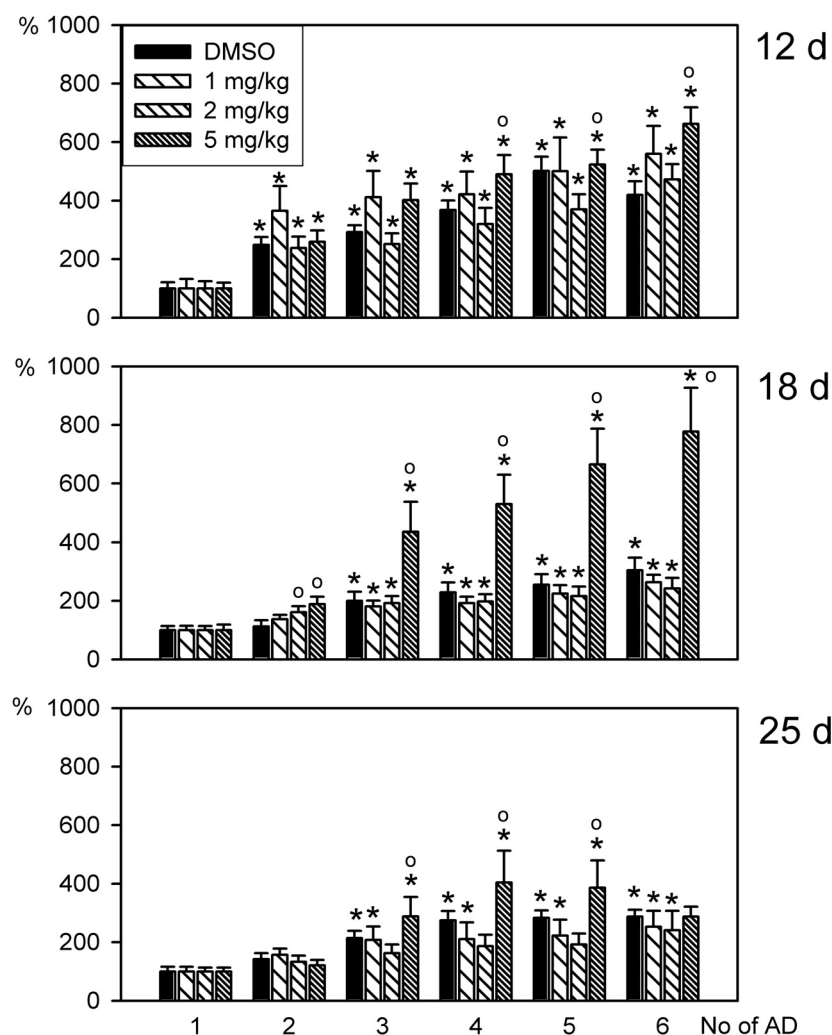 % 1000
800
600
400
200
0
DMSO
1 mg/kg
2 mg/kg
5 mg/kg
12 d
* * * *
* * * *
* * * * o
* * * * o
* * * * o
% 1000
800
600
400
200
0
18 d
o o
* * * * o
* * * * o
* * * * o
* * * * o
% 1000
800
600
400
200
0
25 d
* * * o
* * * o
* * * o
* * *
1 2 3 4 5 6 No of AD